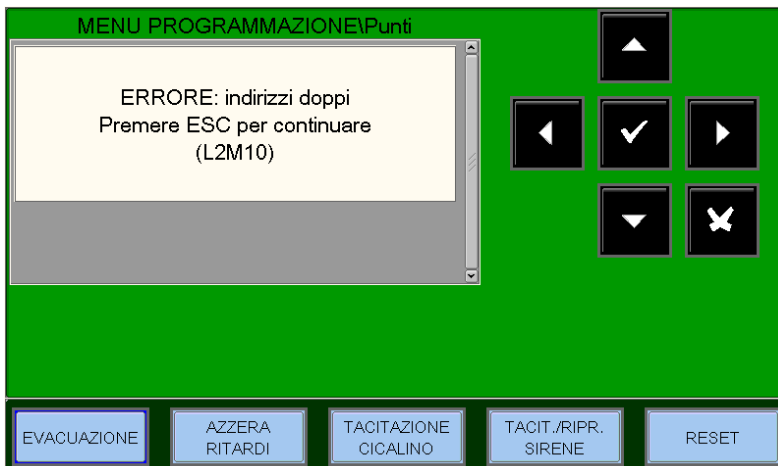 MENU PROGRAMMAZIONE\Punti
ERRORE: indirizzi doppi
Premere ESC per continuare
(L2M10)
EVACUAZIONE
AZZERA
RITARDI
TACITAZIONE
CICALINO
TACIT./RIPR.
SIRENE
RESET